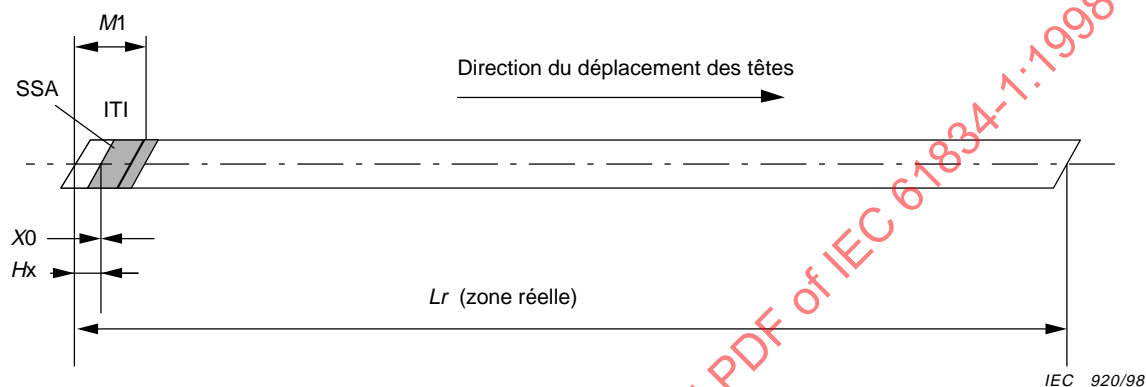 M1
SSA
ITI
Direction du déplacement des têtes
X0
Hx
Lr (zone réelle)
IEC 920/98
PDF of IEC 61834-1:1998